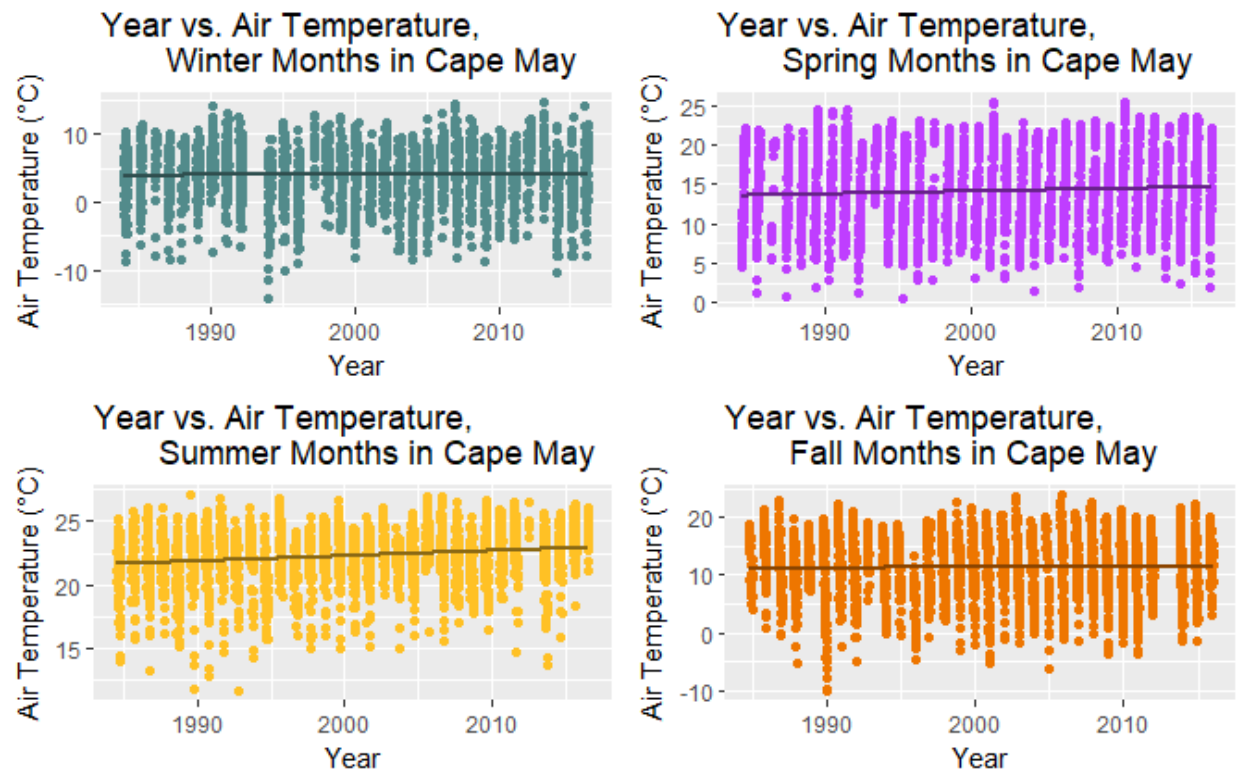 Year vs. Air Temperature,
Winter Months in Cape May
Air Temperature (°C)
10
0
-10
1990
2000
2010
Year
Year vs. Air Temperature,
Spring Months in Cape May
Air Temperature (°C)
25
20
15
10
5
0
1990
2000
2010
Year
Year vs. Air Temperature,
Summer Months in Cape May
Air Temperature (°C)
25
20
15
1990
2000
2010
Year
Year vs. Air Temperature,
Fall Months in Cape May
Air Temperature (°C)
20
10
0
-10
1990
2000
2010
Year